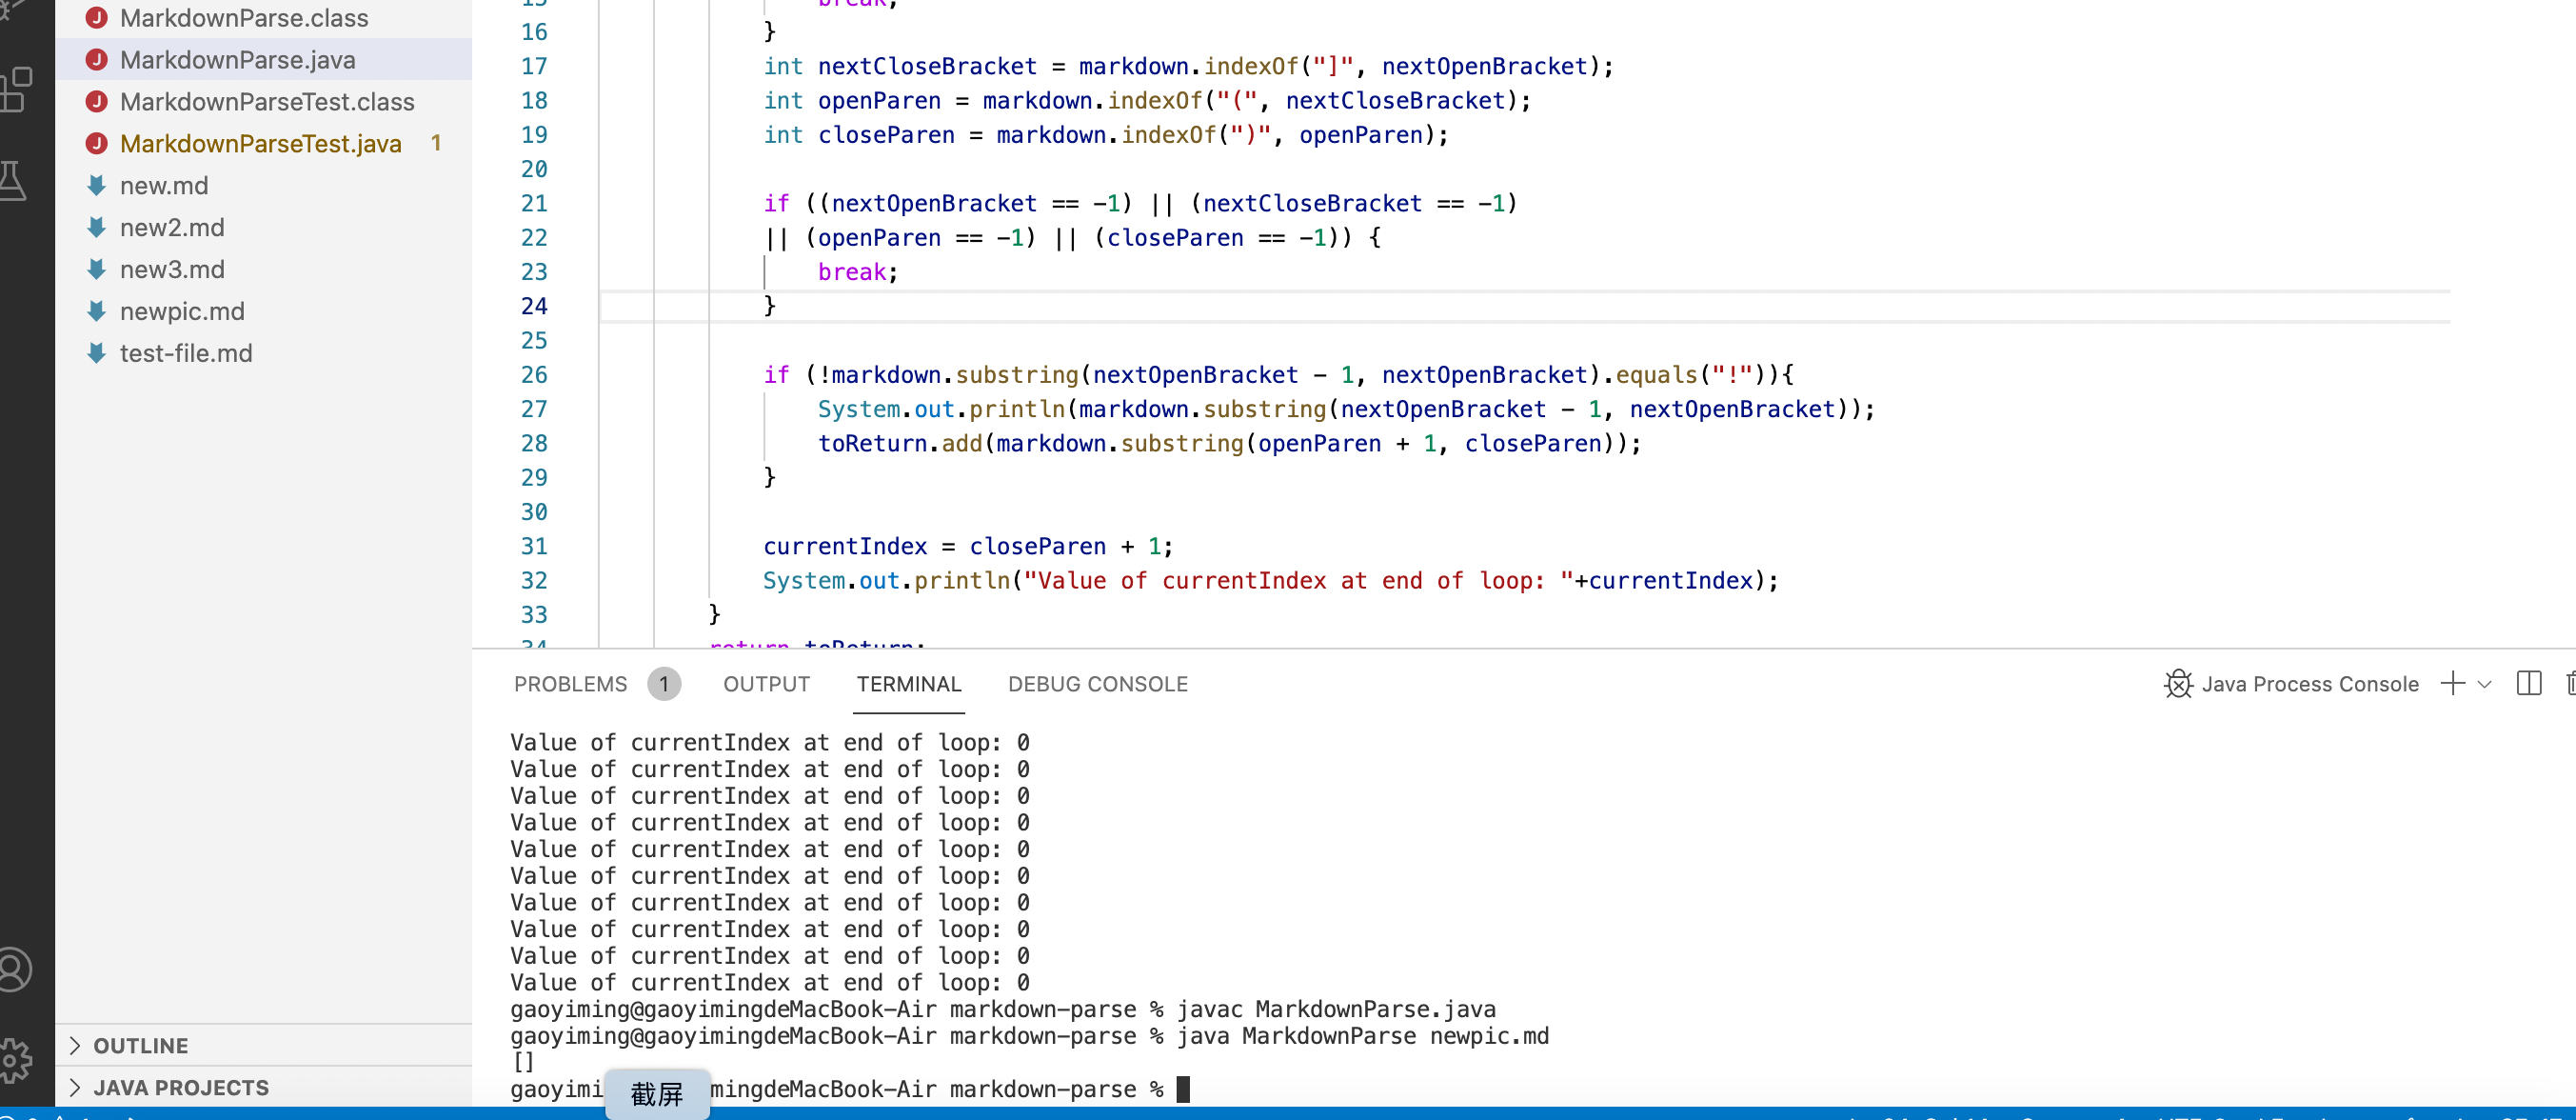 MarkdownParse.class
MarkdownParse.java
MarkdownParseTest.class
MarkdownParseTest.java 1
new.md
new2.md
new3.md
newpic.md
test-file.md
OUTLINE
JAVA PROJECTS
15 break;
16 }
17 int nextCloseBracket = markdown.indexOf("]", nextOpenBracket);
18 int openParen = markdown.indexOf("(", nextCloseBracket);
19 int closeParen = markdown.indexOf(")", openParen);
20
21 if ((nextOpenBracket == -1) || (nextCloseBracket == -1)
22 || (openParen == -1) || (closeParen == -1)) {
23 break;
24 }
25
26 if (!markdown.substring(nextOpenBracket - 1, nextOpenBracket).equals("!")){
27 System.out.println(markdown.substring(nextOpenBracket - 1, nextOpenBracket));
28 toReturn.add(markdown.substring(openParen + 1, closeParen));
29 }
30
31 currentIndex = closeParen + 1;
32 System.out.println("Value of currentIndex at end of loop: "+currentIndex);
33 }
34 return toReturn;
PROBLEMS 1 OUTPUT TERMINAL DEBUG CONSOLE Java Process Console
Value of currentIndex at end of loop: 0
Value of currentIndex at end of loop: 0
Value of currentIndex at end of loop: 0
Value of currentIndex at end of loop: 0
Value of currentIndex at end of loop: 0
Value of currentIndex at end of loop: 0
Value of currentIndex at end of loop: 0
Value of currentIndex at end of loop: 0
Value of currentIndex at end of loop: 0
Value of currentIndex at end of loop: 0
gaoyiming@gaoyimingdeMacBook-Air markdown-parse % javac MarkdownParse.java
gaoyiming@gaoyimingdeMacBook-Air markdown-parse % java MarkdownParse newpic.md
[]
gaoyimi mingdeMacBook-Air markdown-parse %
截屏